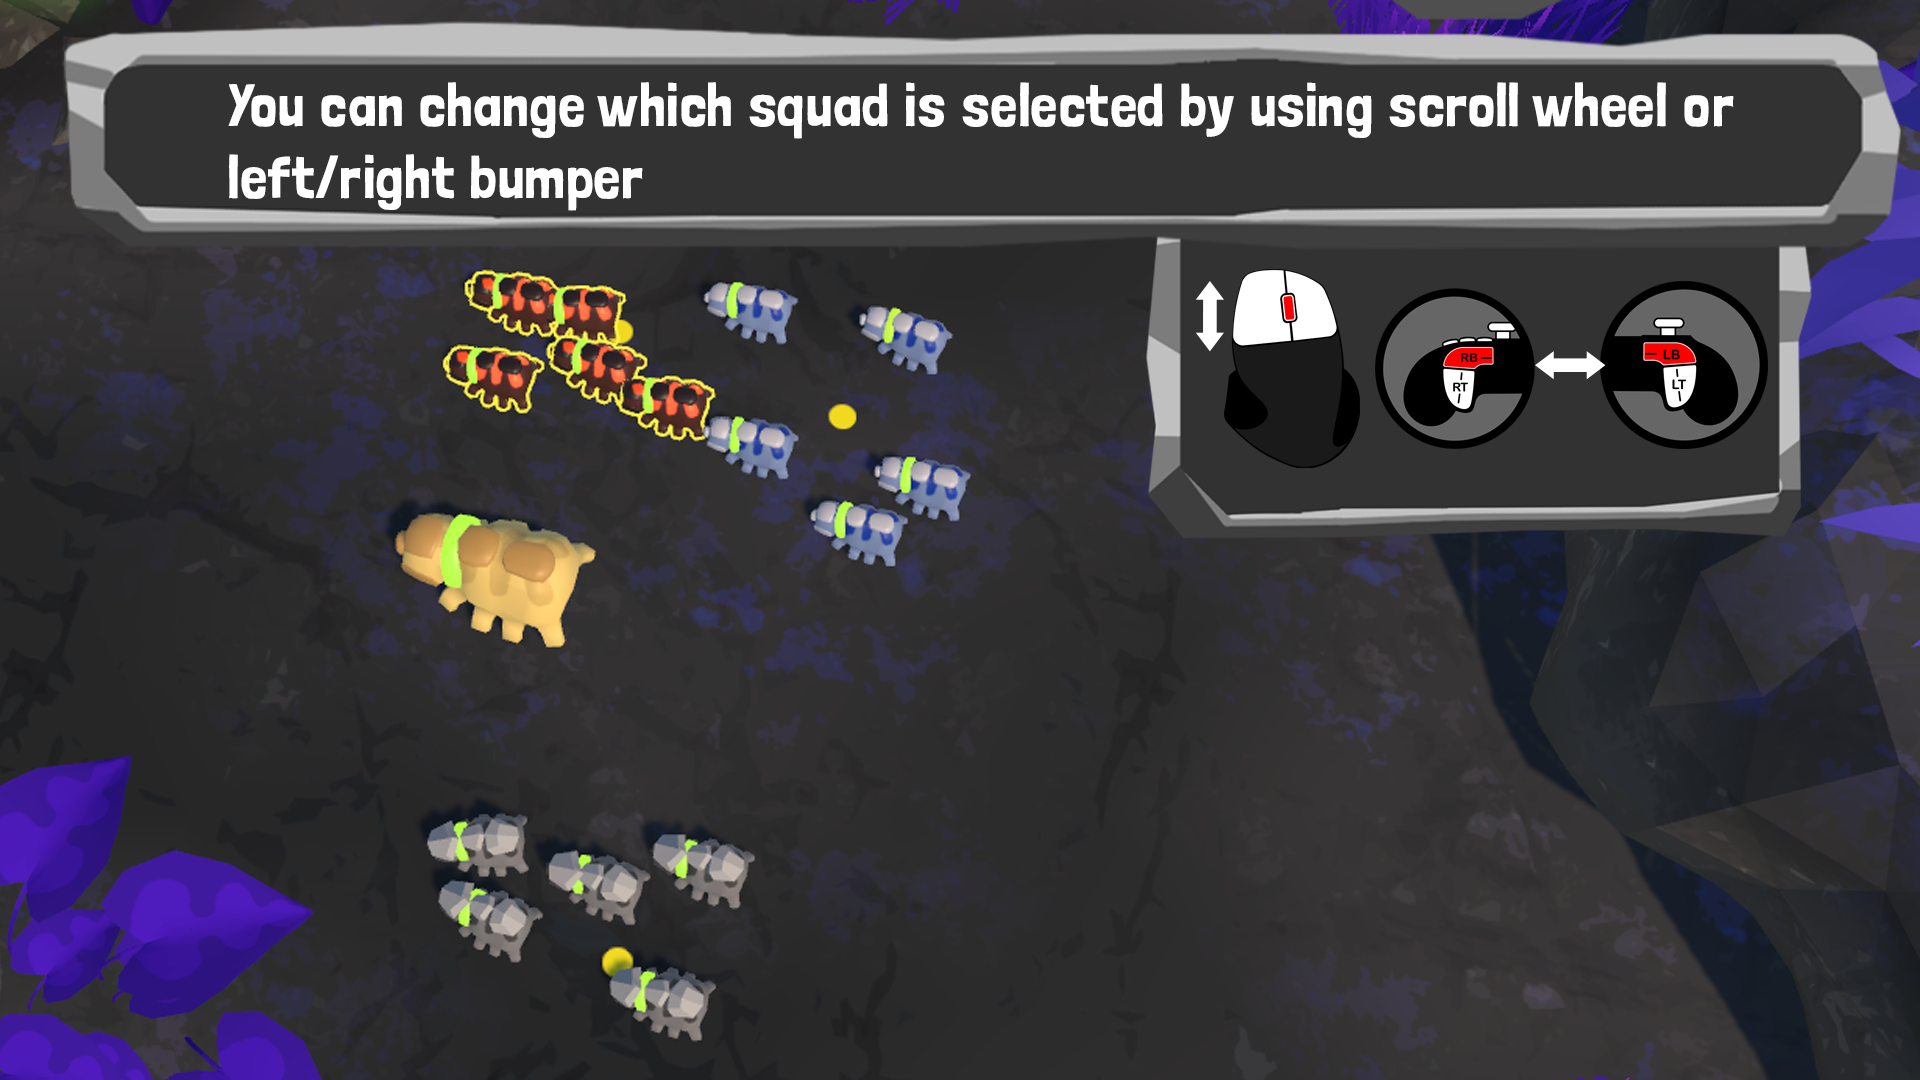 You can change which squad is selected by using scroll wheel or
left/right bumper
RB
LB
RT
LT